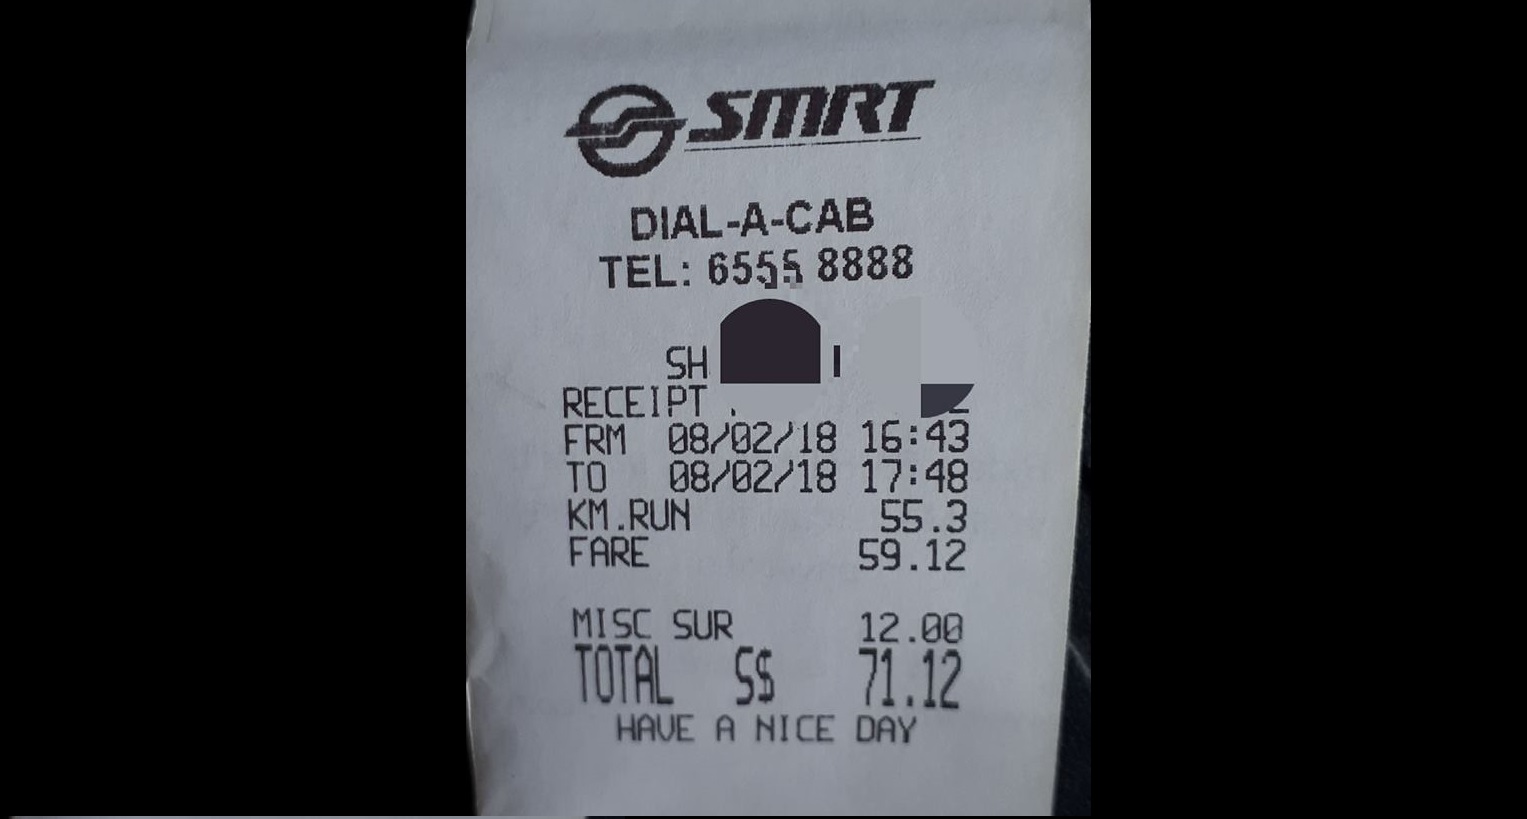 SMRT
DIAL-A-CAB
TEL: 6555 8888
SH
RECEIPT
FRM 08/02/18 16:43
TO 08/02/18 17:48
KM.RUN 55.3
FARE 59.12
MISC SUR 12.00
TOTAL S$ 71.12
HAVE A NICE DAY